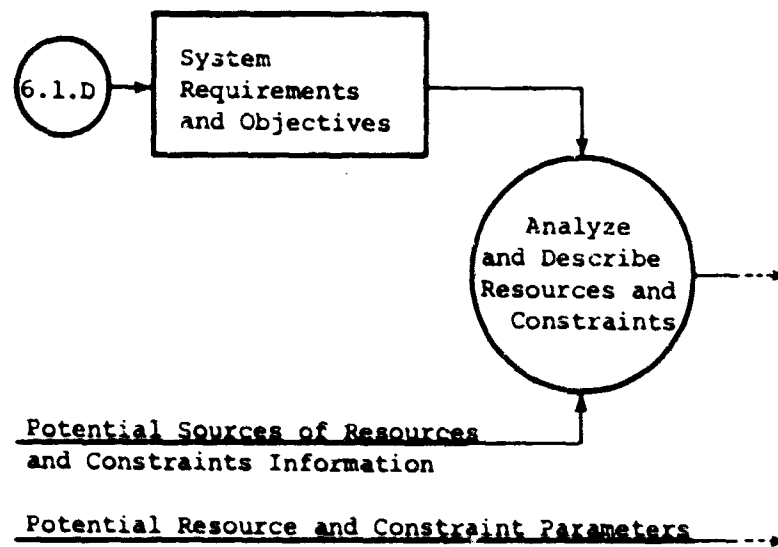 6.1.D
System
Requirements
and Objectives
Analyze
and Describe
Resources and
Constraints
Potential Sources of Resources
and Constraints Information
Potential Resource and Constraint Parameters